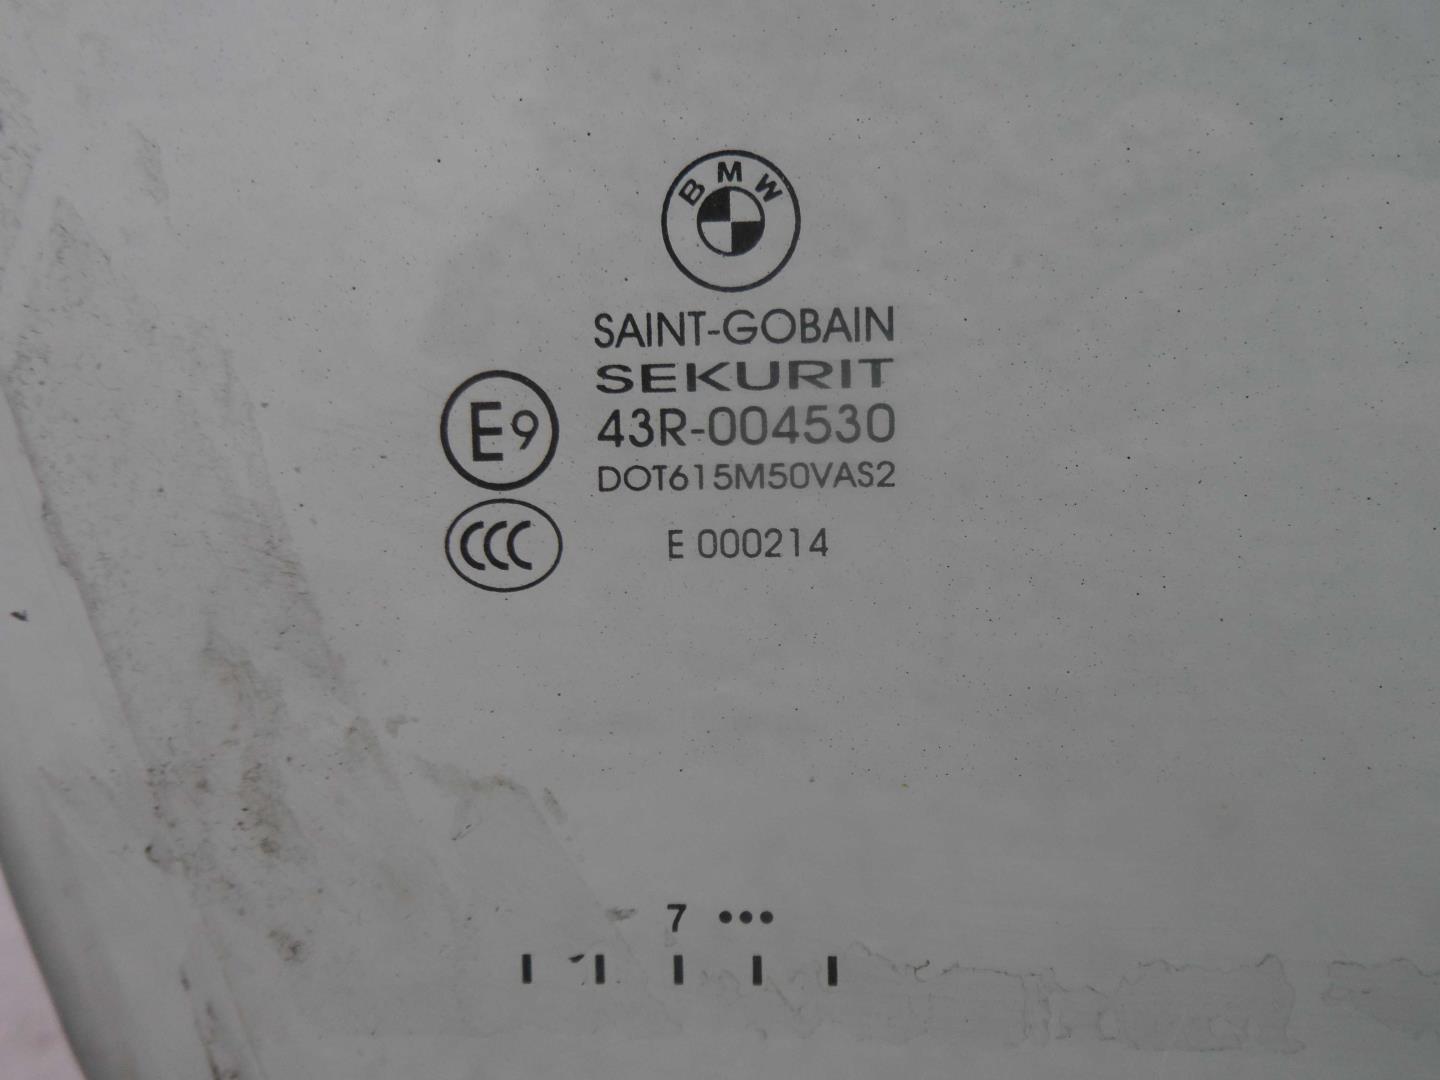 BMW
SAINT-GOBAIN
SEKURIT
E9 43R-004530
DOT615M50VAS2
CCC E 000214
7 •••